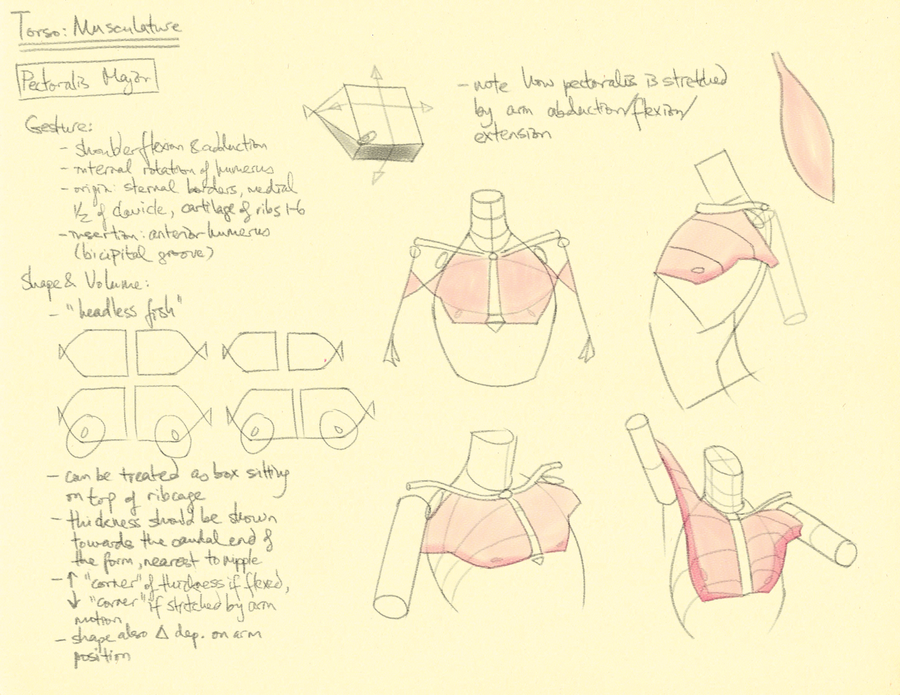 Torso: Musculature
Pectoralis Major
Gesture:
- shoulder flexion & adduction
- internal rotation of humerus
- origin: sternal borders, medial
1/2 of clavicle, cartilage of ribs 1-6
- insertion: anterior humerus
(bicipital groove)
Shape & Volume:
- "headless fish"
- can be treated as box sitting
on top of ribcage
- thickness should be shown
towards the caudal end of
the form, nearest to nipple
- ↑ "corner" of thickness if flexed,
↓ "corner" if stretched by arm
motion
- shape also Δ dep. on arm
position
- note how pectoralis is stretched
by arm abduction/flexion/
extension